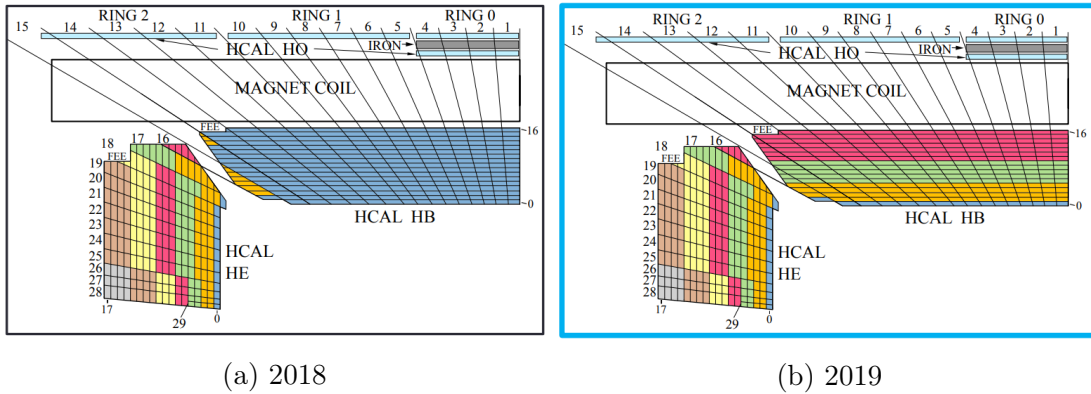 RING 2 RING 1 RING 0
15 14 13 12 11 10 9 8 7 6 5 4 3 2 1
HCAL HO IRON
MAGNET COIL
FEE 16
18 17 16
19 FEE
20
21
22
23
24
25
26
27
28
17 29 0
HCAL
HE
HCAL HB 0
(a) 2018
RING 2 RING 1 RING 0
15 14 13 12 11 10 9 8 7 6 5 4 3 2 1
HCAL HO IRON
MAGNET COIL
FEE 16
18 17 16
19 FEE
20
21
22
23
24
25
26
27
28
17 29 0
HCAL
HE
HCAL HB 0
(b) 2019